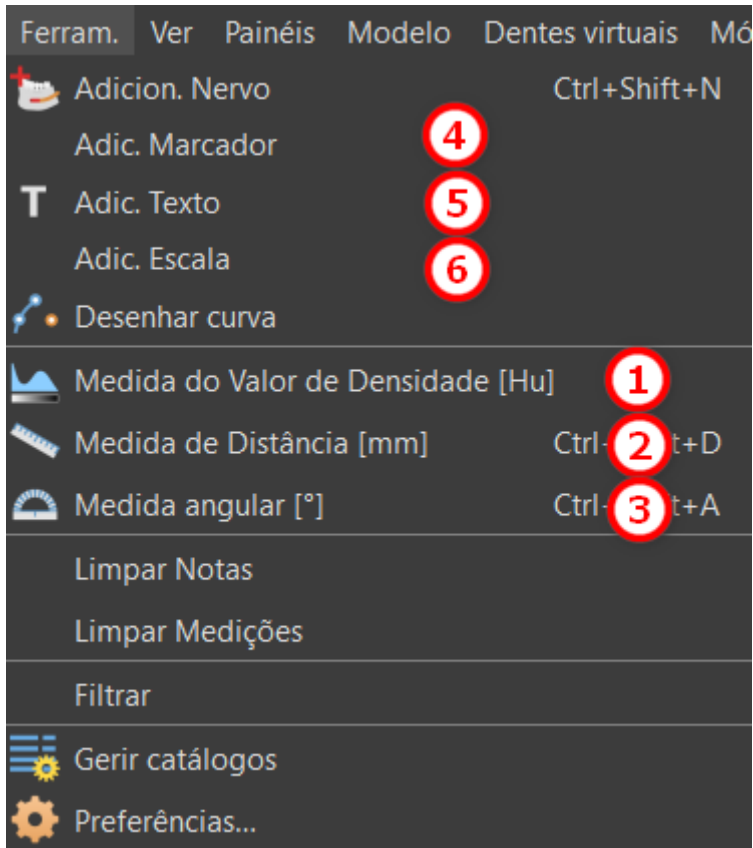 Ferram. Ver Painéis Modelo Dentes virtuais Mó
Adicion. Nervo Ctrl+Shift+N
Adic. Marcador 4
T Adic. Texto 5
Adic. Escala 6
Desenhar curva
Medida do Valor de Densidade [Hu] 1
Medida de Distância [mm] Ctrl+ 2 t+D
Medida angular [°] Ctrl+ 3 t+A
Limpar Notas
Limpar Medições
Filtrar
Gerir catálogos
Preferências...